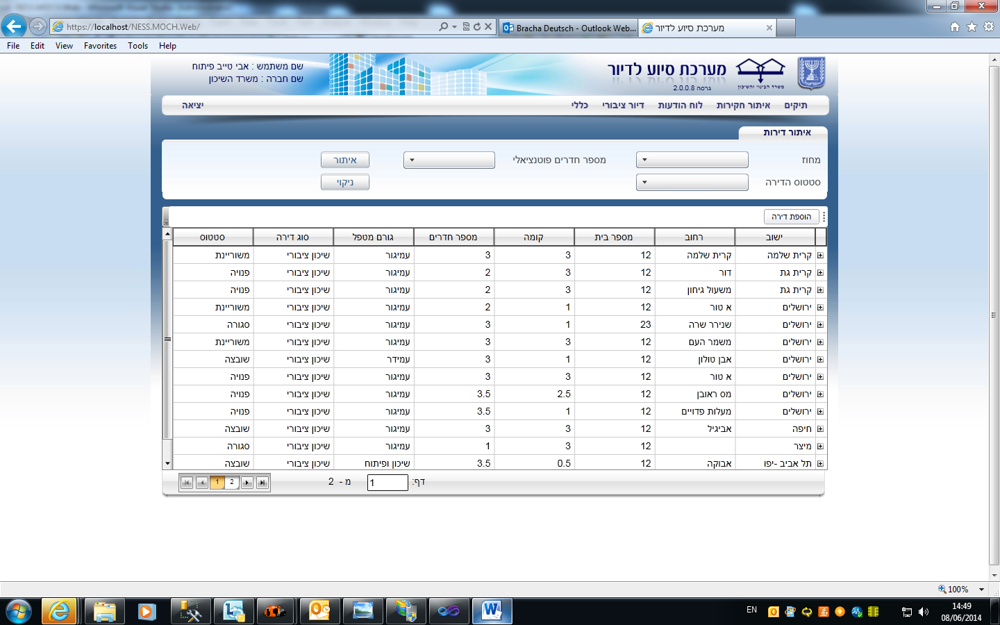 https://localhost/NESS.MOCH.Web/
Bracha Deutsch - Outlook Web...
מערכת סיוע לדיור
File Edit View Favorites Tools Help
שם משתמש : אבי טייב פיתוח
שם חברה : משרד השיכון
מערכת סיוע לדיור
גרסה 2.0.0.8
משרד הבינוי והשיכון
תיקים איתור חקירות לוח הודעות דיור ציבורי כללי יציאה
איתור דירות
מחוז מספר חדרים פוטנציאלי איתור
סטטוס הדירה ניקוי
הוספת דירה
ישוב רחוב מספר בית קומה מספר חדרים גורם מטפל סוג דירה סטטוס
קרית שלמה קרית שלמה 12 3 3 עמיגור שיכון ציבורי משוריינת
קרית גת דור 12 3 2 עמיגור שיכון ציבורי פנויה
קרית גת משעול גיחון 12 3 2 עמיגור שיכון ציבורי פנויה
ירושלים א טור 12 1 2 עמיגור שיכון ציבורי משוריינת
ירושלים שנירר שרה 23 1 3 עמיגור שיכון ציבורי סגורה
ירושלים משמר העם 12 3 3 עמיגור שיכון ציבורי משוריינת
ירושלים אבן טולון 12 1 3 עמידר שיכון ציבורי שובצה
ירושלים א טור 12 3 3 עמיגור שיכון ציבורי פנויה
ירושלים מס ראובן 12 2.5 3.5 עמיגור שיכון ציבורי פנויה
ירושלים מעלות פדויים 12 1 3.5 עמיגור שיכון ציבורי פנויה
חיפה אביגיל 12 3 3 עמיגור שיכון ציבורי שובצה
מיצר 12 3 1 עמיגור שיכון ציבורי סגורה
תל אביב -יפו אבוקה 12 0.5 3.5 שיכון ופיתוח שיכון ציבורי שובצה
דף: 1 מ - 2
1 2
100%
EN
14:49
08/06/2014